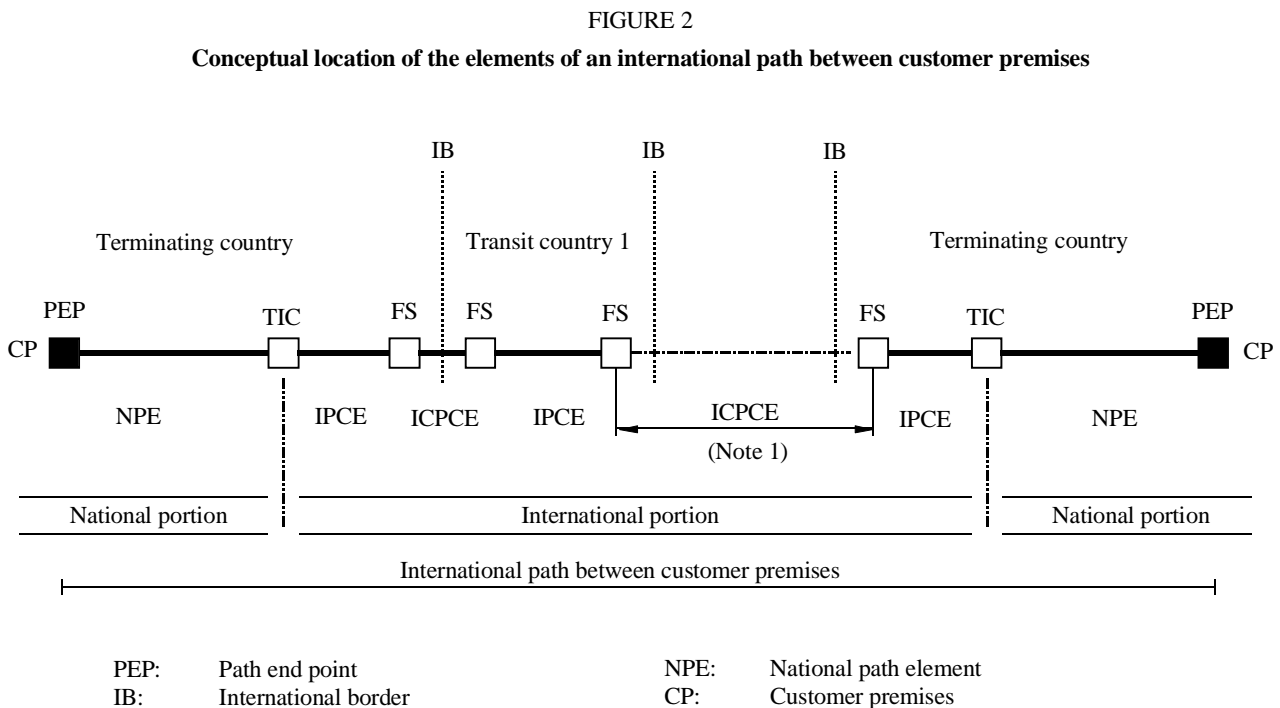 FIGURE 2
Conceptual location of the elements of an international path between customer premises
IB IB IB
Terminating country Transit country 1 Terminating country
PEP TIC FS FS FS FS TIC PEP
CP CP
NPE IPCE ICPCE IPCE ICPCE IPCE NPE
(Note 1)
National portion International portion National portion
International path between customer premises
PEP: Path end point NPE: National path element
IB: International border CP: Customer premises